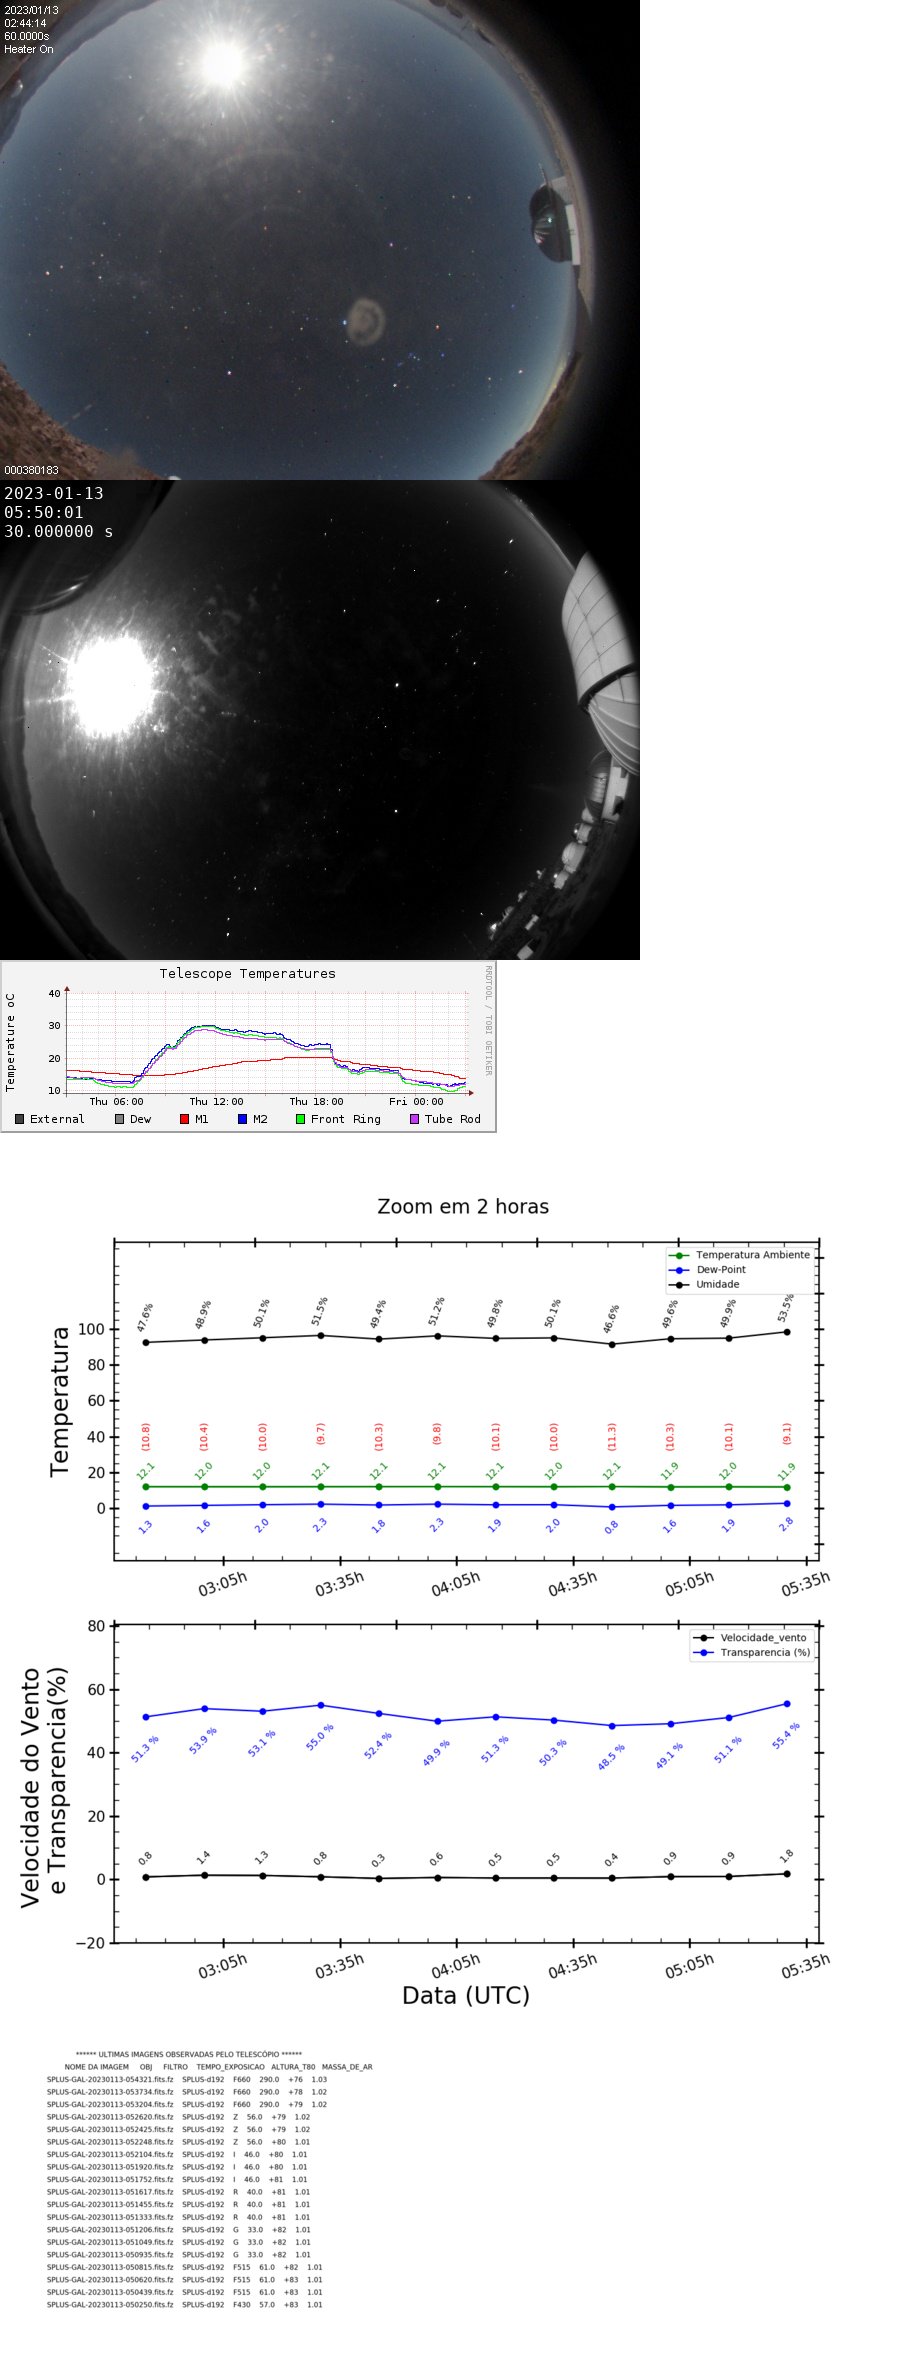 2023/01/13
02:44:14
60.0000s
Heater On
000380183
2023-01-13
05:50:01
30.000000 s
Telescope Temperatures
Temperature oC
40
30
20
10
Thu 06:00 Thu 12:00 Thu 18:00 Fri 00:00
External Dew M1 M2 Front Ring Tube Rod
RRDTOOL / TOBI OETIKER
Zoom em 2 horas
Temperatura Ambiente
Dew-Point
Umidade
Temperatura
100
80
60
40
20
0
47.6% 48.9% 50.1% 51.5% 49.4% 51.2% 49.8% 50.1% 46.6% 49.6% 49.9% 53.5%
(10.8) (10.4) (10.0) (9.7) (10.3) (9.8) (10.1) (10.0) (11.3) (10.3) (10.1) (9.1)
12.1 12.0 12.0 12.1 12.1 12.1 12.1 12.0 12.1 11.9 12.0 11.9
1.3 1.6 2.0 2.3 1.8 2.3 1.9 2.0 0.8 1.6 1.9 2.8
03:05h 03:35h 04:05h 04:35h 05:05h 05:35h
Velocidade_vento
Transparencia (%)
Velocidade do Vento
e Transparencia(%)
80
60
40
20
0
−20
51.3 % 53.9 % 53.1 % 55.0 % 52.4 % 49.9 % 51.3 % 50.3 % 48.5 % 49.1 % 51.1 % 55.4 %
0.8 1.4 1.3 0.8 0.3 0.6 0.5 0.5 0.4 0.9 0.9 1.8
03:05h 03:35h 04:05h 04:35h 05:05h 05:35h
Data (UTC)
****** ULTIMAS IMAGENS OBSERVADAS PELO TELESCÓPIO ******
NOME DA IMAGEM OBJ FILTRO TEMPO_EXPOSICAO ALTURA_T80 MASSA_DE_AR
SPLUS-GAL-20230113-054321.fits.fz SPLUS-d192 F660 290.0 +76 1.03
SPLUS-GAL-20230113-053734.fits.fz SPLUS-d192 F660 290.0 +78 1.02
SPLUS-GAL-20230113-053204.fits.fz SPLUS-d192 F660 290.0 +79 1.02
SPLUS-GAL-20230113-052620.fits.fz SPLUS-d192 Z 56.0 +79 1.02
SPLUS-GAL-20230113-052425.fits.fz SPLUS-d192 Z 56.0 +79 1.02
SPLUS-GAL-20230113-052248.fits.fz SPLUS-d192 Z 56.0 +80 1.01
SPLUS-GAL-20230113-052104.fits.fz SPLUS-d192 I 46.0 +80 1.01
SPLUS-GAL-20230113-051920.fits.fz SPLUS-d192 I 46.0 +80 1.01
SPLUS-GAL-20230113-051752.fits.fz SPLUS-d192 I 46.0 +81 1.01
SPLUS-GAL-20230113-051617.fits.fz SPLUS-d192 R 40.0 +81 1.01
SPLUS-GAL-20230113-051455.fits.fz SPLUS-d192 R 40.0 +81 1.01
SPLUS-GAL-20230113-051333.fits.fz SPLUS-d192 R 40.0 +81 1.01
SPLUS-GAL-20230113-051206.fits.fz SPLUS-d192 G 33.0 +82 1.01
SPLUS-GAL-20230113-051049.fits.fz SPLUS-d192 G 33.0 +82 1.01
SPLUS-GAL-20230113-050935.fits.fz SPLUS-d192 G 33.0 +82 1.01
SPLUS-GAL-20230113-050815.fits.fz SPLUS-d192 F515 61.0 +82 1.01
SPLUS-GAL-20230113-050620.fits.fz SPLUS-d192 F515 61.0 +83 1.01
SPLUS-GAL-20230113-050439.fits.fz SPLUS-d192 F515 61.0 +83 1.01
SPLUS-GAL-20230113-050250.fits.fz SPLUS-d192 F430 57.0 +83 1.01